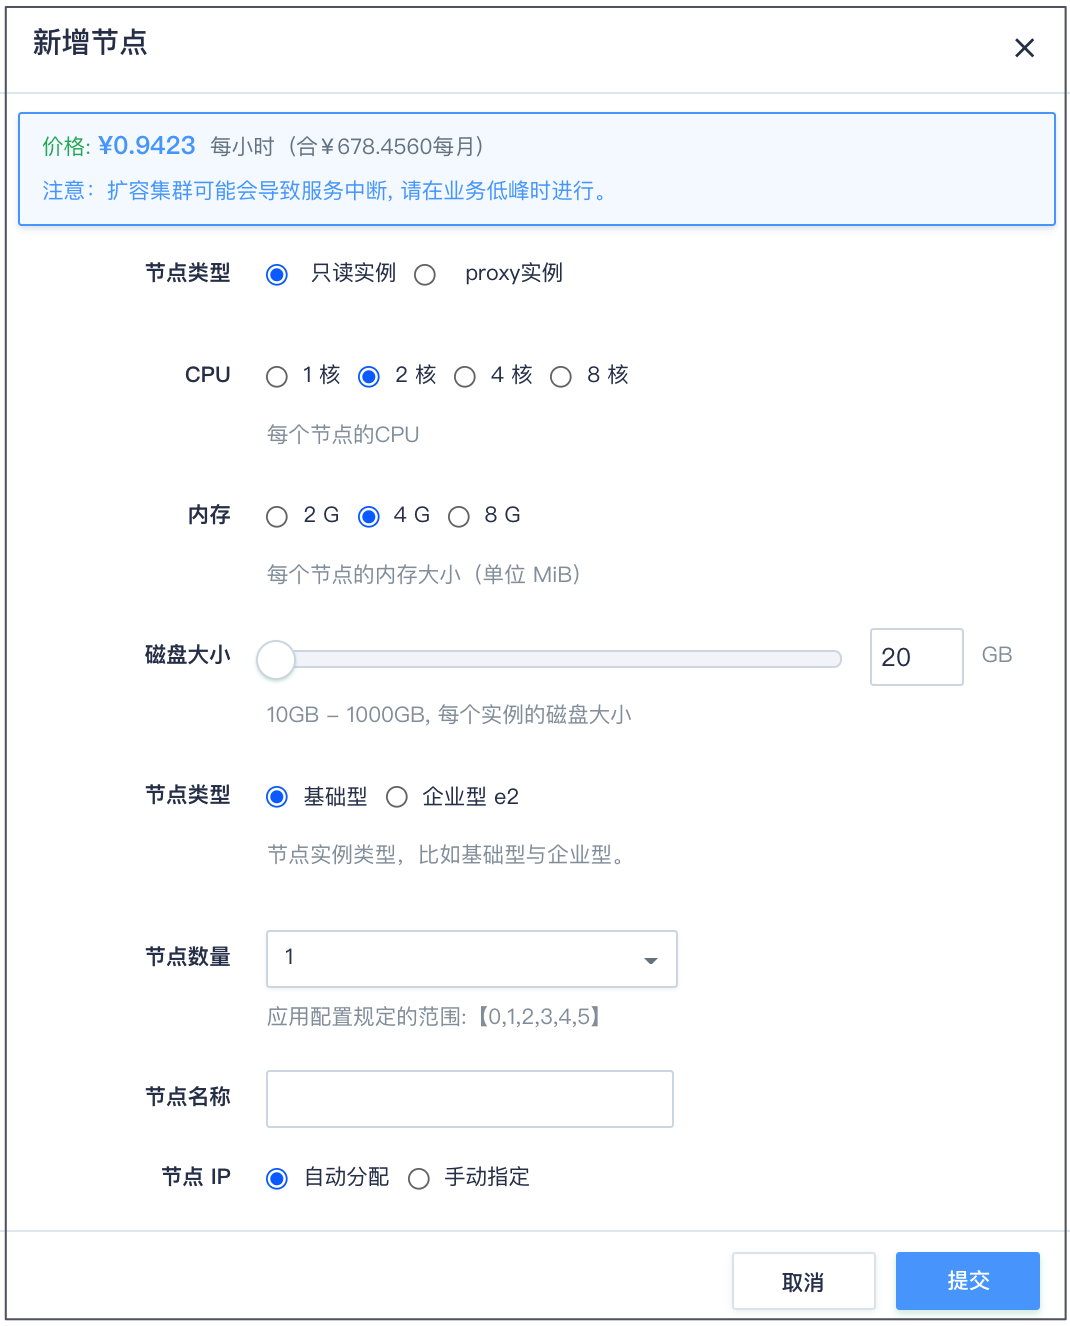 新增节点
价格: ¥0.9423 每小时（合￥678.4560每月）
注意：扩容集群可能会导致服务中断, 请在业务低峰时进行。
节点类型 只读实例 proxy实例
CPU 1 核 2 核 4 核 8 核
每个节点的CPU
内存 2 G 4 G 8 G
每个节点的内存大小（单位 MiB）
磁盘大小 20 GB
10GB – 1000GB, 每个实例的磁盘大小
节点类型 基础型 企业型 e2
节点实例类型，比如基础型与企业型。
节点数量 1
应用配置规定的范围:【0,1,2,3,4,5】
节点名称
节点 IP 自动分配 手动指定
取消 提交